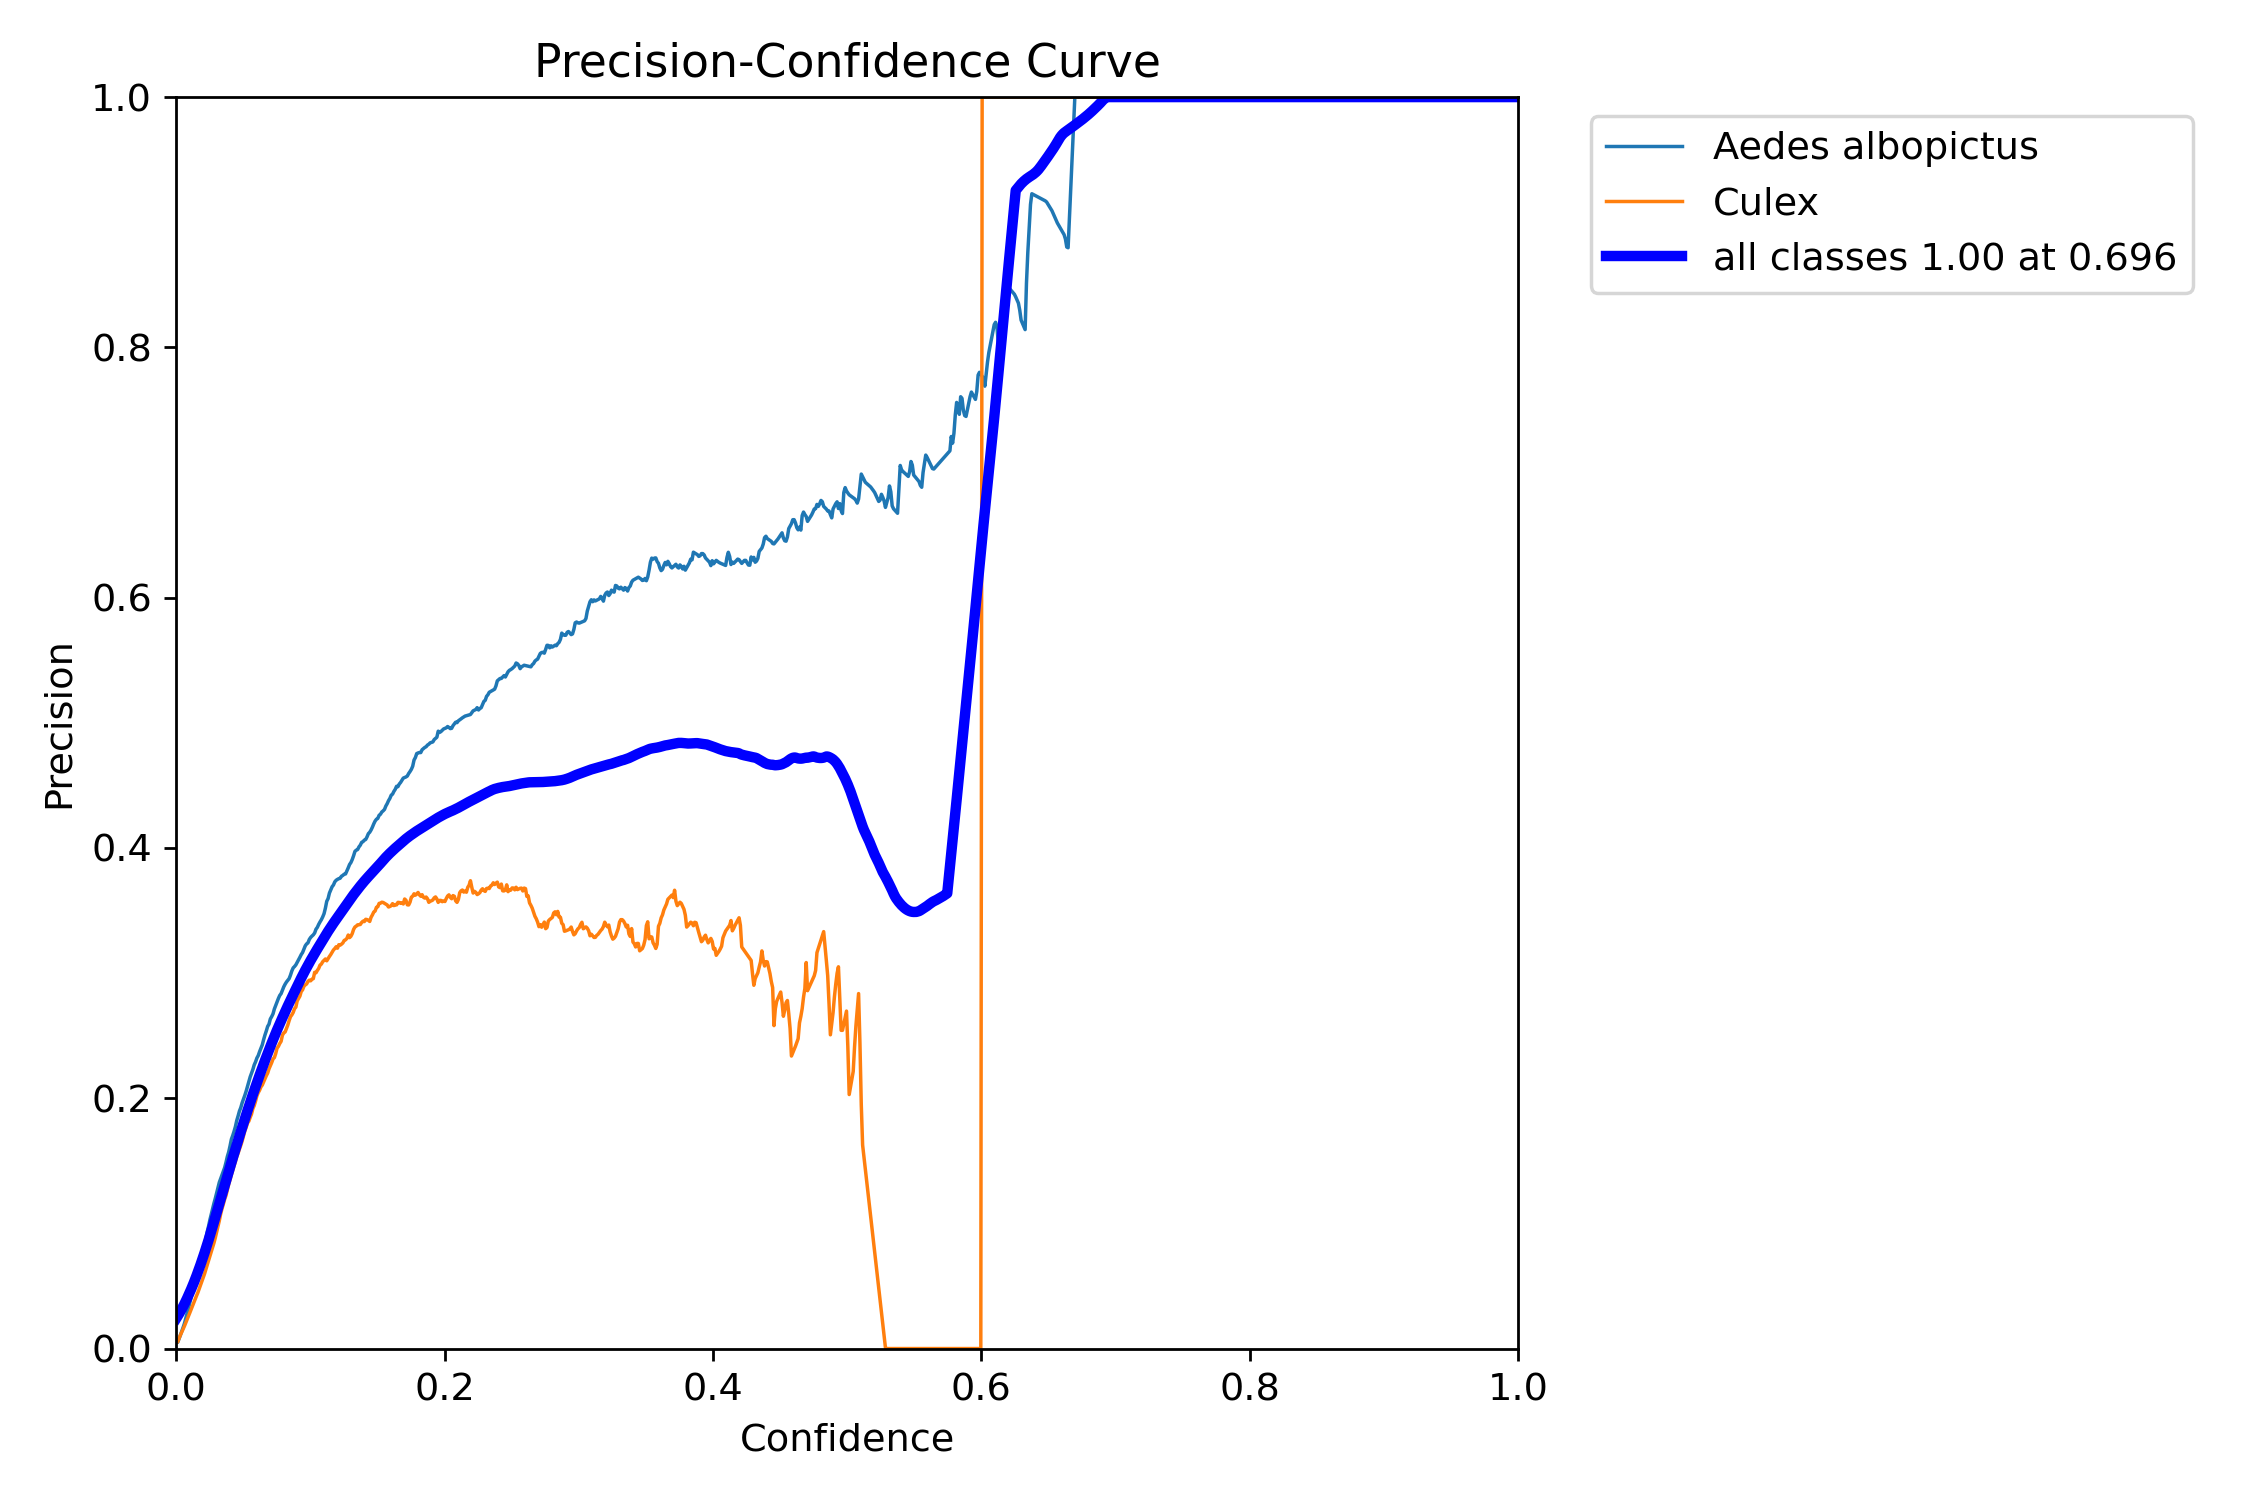 Precision-Confidence Curve
Aedes albopictus
Culex
all classes 1.00 at 0.696
1.0
0.8
0.6
0.4
0.2
0.0
Precision
0.0 0.2 0.4 0.6 0.8 1.0
Confidence